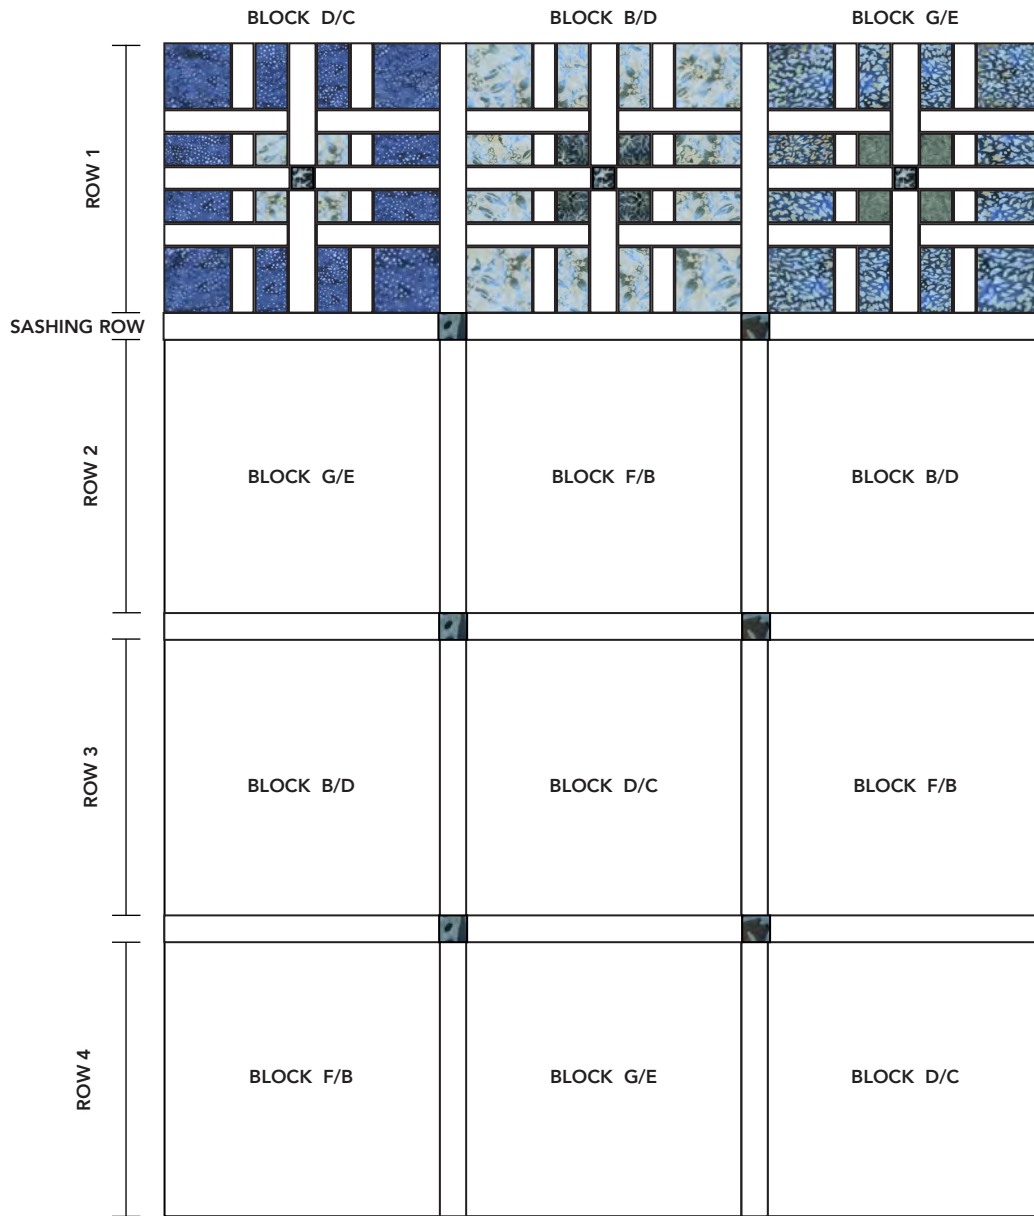 BLOCK D/C BLOCK B/D BLOCK G/E
ROW 1
SASHING ROW
ROW 2
BLOCK G/E BLOCK F/B BLOCK B/D
ROW 3
BLOCK B/D BLOCK D/C BLOCK F/B
ROW 4
BLOCK F/B BLOCK G/E BLOCK D/C